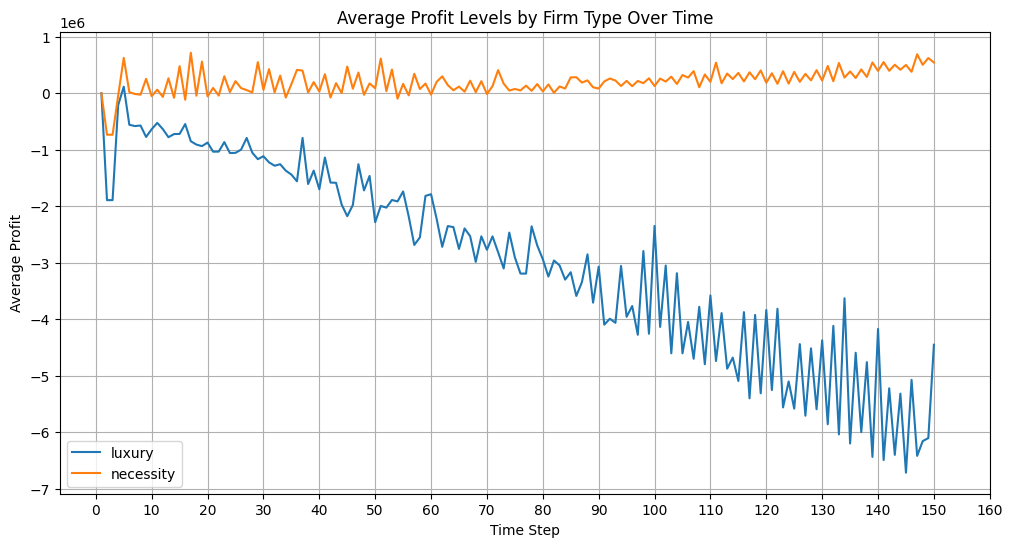 Average Profit Levels by Firm Type Over Time
1e6
1
0
−1
−2
−3
−4
−5
−6
−7
Average Profit
luxury
necessity
0 10 20 30 40 50 60 70 80 90 100 110 120 130 140 150 160
Time Step